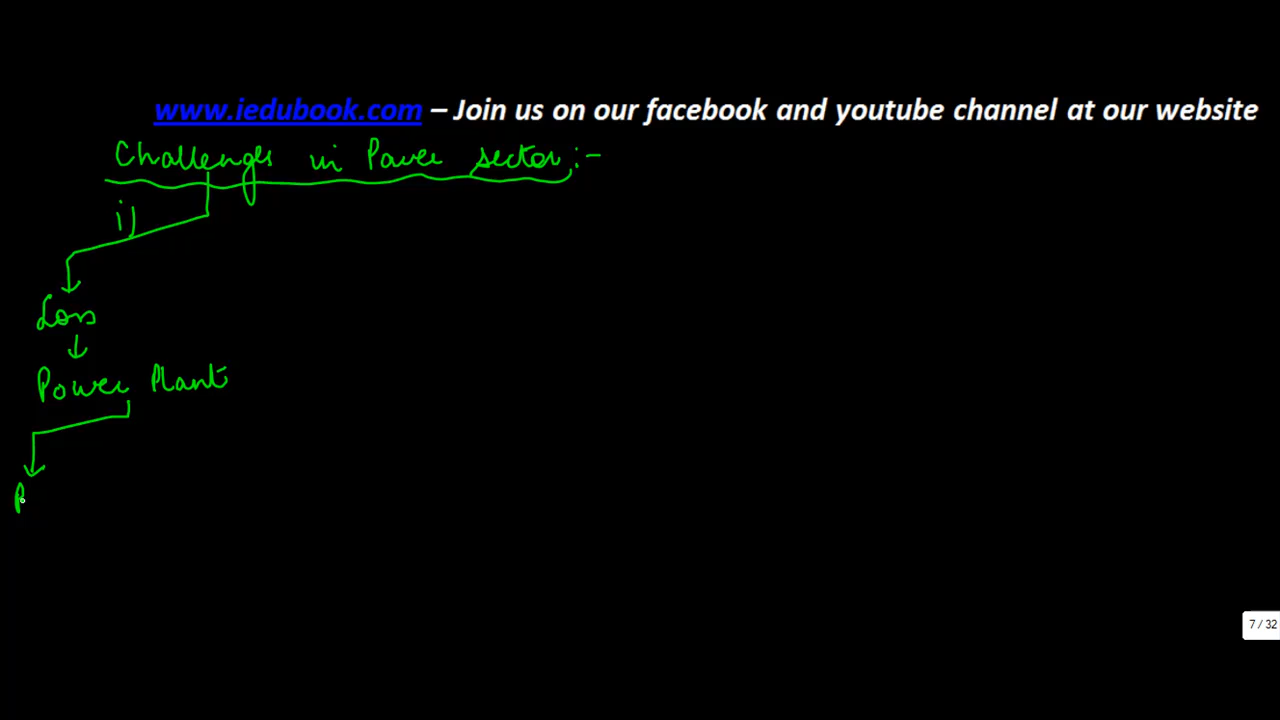 www.iedubook.com – Join us on our facebook and youtube channel at our website
Challenges in Power sector :-
i)
Loss
Power Plant
P
7 / 32